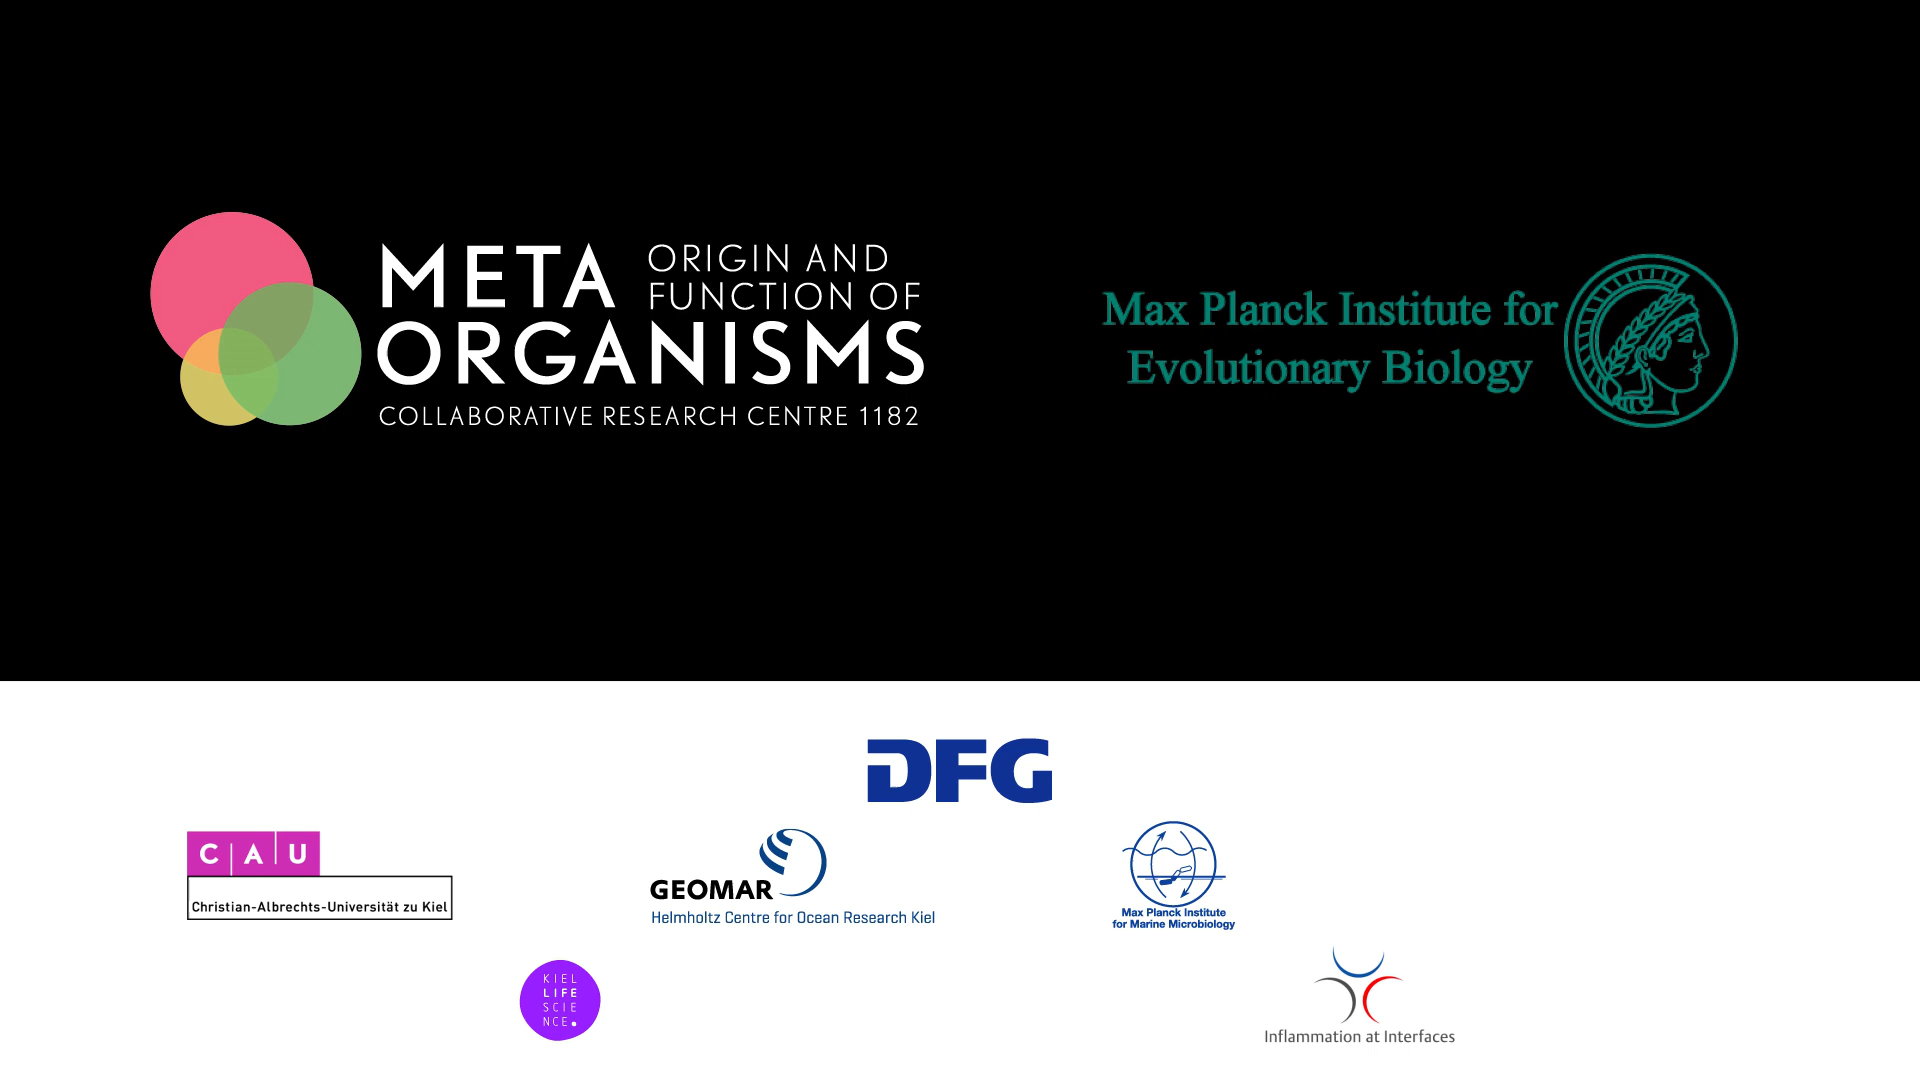 META
ORIGIN AND
FUNCTION OF
ORGANISMS
COLLABORATIVE RESEARCH CENTRE 1182
Max Planck Institute for
Evolutionary Biology
DFG
CAU
Christian-Albrechts-Universität zu Kiel
GEOMAR
Helmholtz Centre for Ocean Research Kiel
Max Planck Institute
for Marine Microbiology
KIEL
LIFE
SCIE
NCE.
Inflammation at Interfaces